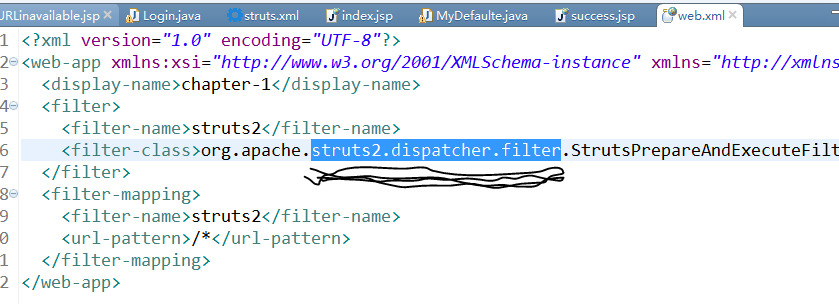 URLinavailable.jsp Login.java struts.xml index.jsp MyDefaulte.java success.jsp web.xml
1 <?xml version="1.0" encoding="UTF-8"?>
2 <web-app xmlns:xsi="http://www.w3.org/2001/XMLSchema-instance" xmlns="http://xmlns
3 <display-name>chapter-1</display-name>
4 <filter>
5 <filter-name>struts2</filter-name>
6 <filter-class>org.apache.struts2.dispatcher.filter.StrutsPrepareAndExecuteFilt
7 </filter>
8 <filter-mapping>
9 <filter-name>struts2</filter-name>
0 <url-pattern>/*</url-pattern>
1 </filter-mapping>
2 </web-app>